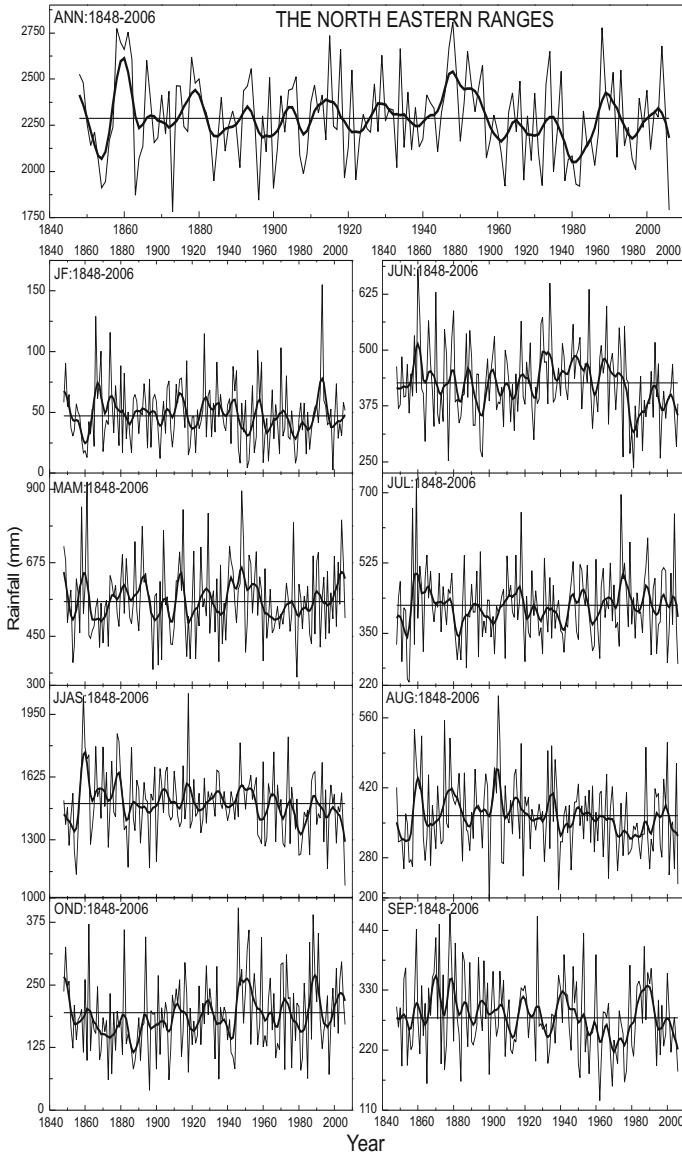 ANN:1848-2006 THE NORTH EASTERN RANGES
2750
2500
2250
2000
1750
1840 1860 1880 1900 1920 1940 1960 1980 2000
1840 1860 1880 1900 1920 1940 1960 1980 2000
1840 1860 1880 1900 1920 1940 1960 1980 2000
JF:1848-2006
150
100
50
0
JUN:1848-2006
625
500
375
250
MAM:1848-2006
900
675
450
300
JUL:1848-2006
700
525
350
220
Rainfall (mm)
JJAS:1848-2006
1950
1625
1300
1000
AUG:1848-2006
560
420
280
200
OND:1848-2006
375
250
125
0
SEP:1848-2006
440
330
220
110
1840 1860 1880 1900 1920 1940 1960 1980 2000
1840 1860 1880 1900 1920 1940 1960 1980 2000
Year